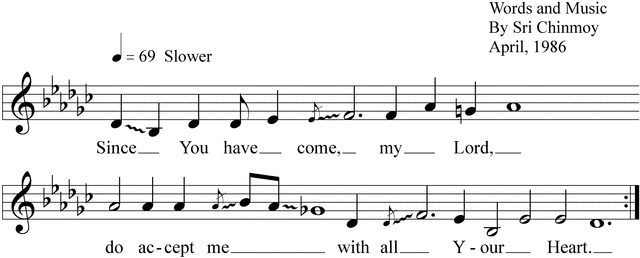 Words and Music
By Sri Chinmoy
April, 1986
= 69 Slower
Since__ You have__ come,__ my__ Lord,__
do ac-cept me__ with all__ Y-our__ Heart.__